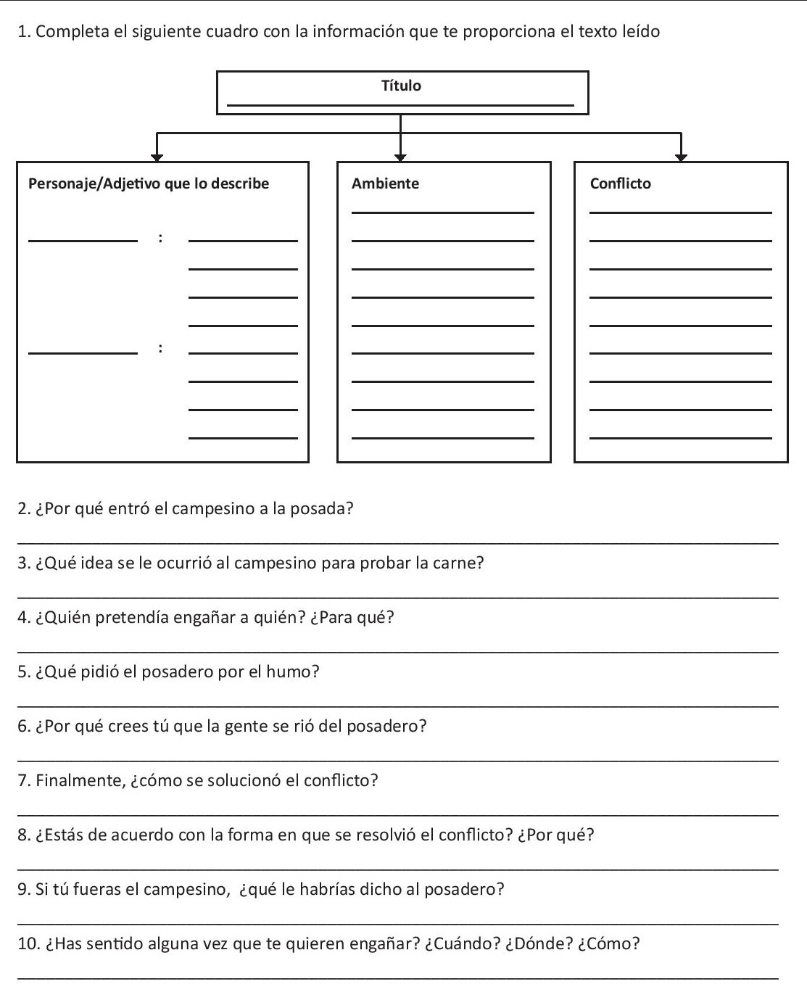 1. Completa el siguiente cuadro con la información que te proporciona el texto leído
Título
Personaje/Adjetivo que lo describe
:
:
Ambiente
Conflicto
2. ¿Por qué entró el campesino a la posada?
3. ¿Qué idea se le ocurrió al campesino para probar la carne?
4. ¿Quién pretendía engañar a quién? ¿Para qué?
5. ¿Qué pidió el posadero por el humo?
6. ¿Por qué crees tú que la gente se rió del posadero?
7. Finalmente, ¿cómo se solucionó el conflicto?
8. ¿Estás de acuerdo con la forma en que se resolvió el conflicto? ¿Por qué?
9. Si tú fueras el campesino, ¿qué le habrías dicho al posadero?
10. ¿Has sentido alguna vez que te quieren engañar? ¿Cuándo? ¿Dónde? ¿Cómo?